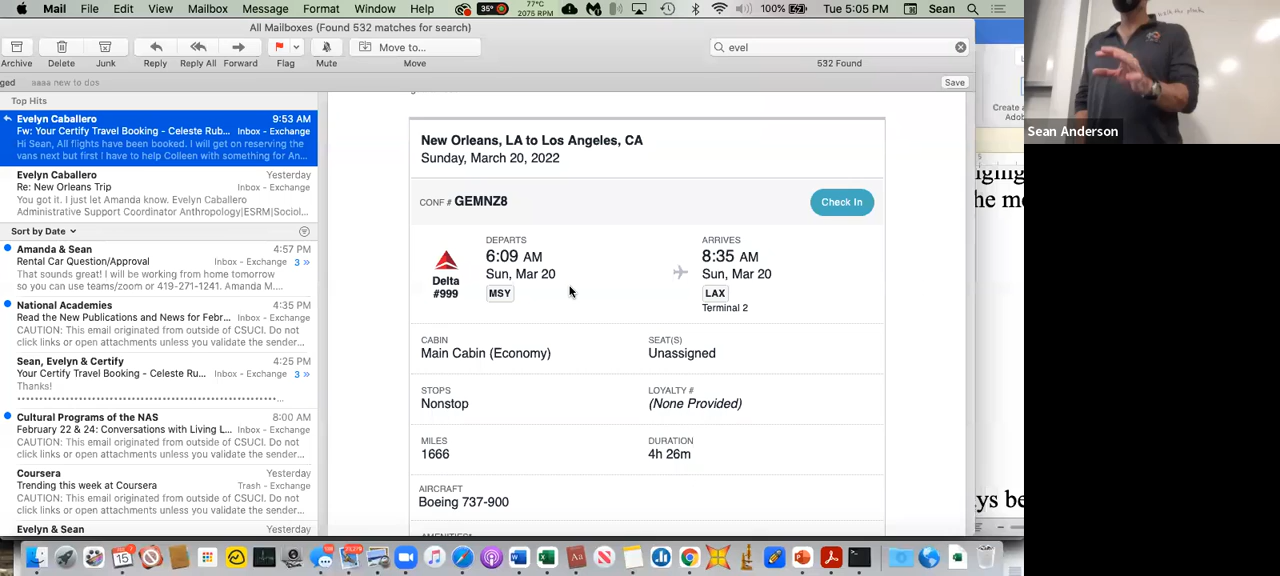 Mail File Edit View Mailbox Message Format Window Help 35° 77°C 2075 RPM 100% Tue 5:05 PM Sean
All Mailboxes (Found 532 matches for search)
Archive Delete Junk Reply Reply All Forward Flag Mute Move to... Move evel 532 Found
ged aaaa new to dos Save
Top Hits
Evelyn Caballero 9:53 AM
Fw: Your Certify Travel Booking - Celeste Rub... Inbox - Exchange
Hi Sean, All flights have been booked. I will get on reserving the
vans next but first I have to help Colleen with something for An...
Evelyn Caballero Yesterday
Re: New Orleans Trip Inbox - Exchange
You got it. I just let Amanda know. Evelyn Caballero
Administrative Support Coordinator Anthropology|ESRM|Sociol...
Sort by Date
Amanda & Sean 4:57 PM
Rental Car Question/Approval Inbox - Exchange 3 »
That sounds great! I will be working from home tomorrow
so you can use teams/zoom or 419-271-1241. Amanda M....
National Academies 4:35 PM
Read the New Publications and News for Febr... Inbox - Exchange
CAUTION: This email originated from outside of CSUCI. Do not
click links or open attachments unless you validate the sender...
Sean, Evelyn & Certify 4:25 PM
Your Certify Travel Booking - Celeste Ru... Inbox - Exchange 3 »
Thanks!
Cultural Programs of the NAS 8:00 AM
February 22 & 24: Conversations with Living L... Inbox - Exchange
CAUTION: This email originated from outside of CSUCI. Do not
click links or open attachments unless you validate the sender...
Coursera Yesterday
Trending this week at Coursera Trash - Exchange
CAUTION: This email originated from outside of CSUCI. Do not
click links or open attachments unless you validate the sender...
Evelyn & Sean Yesterday
New Orleans, LA to Los Angeles, CA
Sunday, March 20, 2022
CONF # GEMNZ8 Check In
DEPARTS ARRIVES
6:09 AM 8:35 AM
Sun, Mar 20 Sun, Mar 20
Delta MSY LAX
#999 Terminal 2
CABIN SEAT(S)
Main Cabin (Economy) Unassigned
STOPS LOYALTY #
Nonstop (None Provided)
MILES DURATION
1666 4h 26m
AIRCRAFT
Boeing 737-900
Create a
Adob
ging
he m
ys be
Sean Anderson